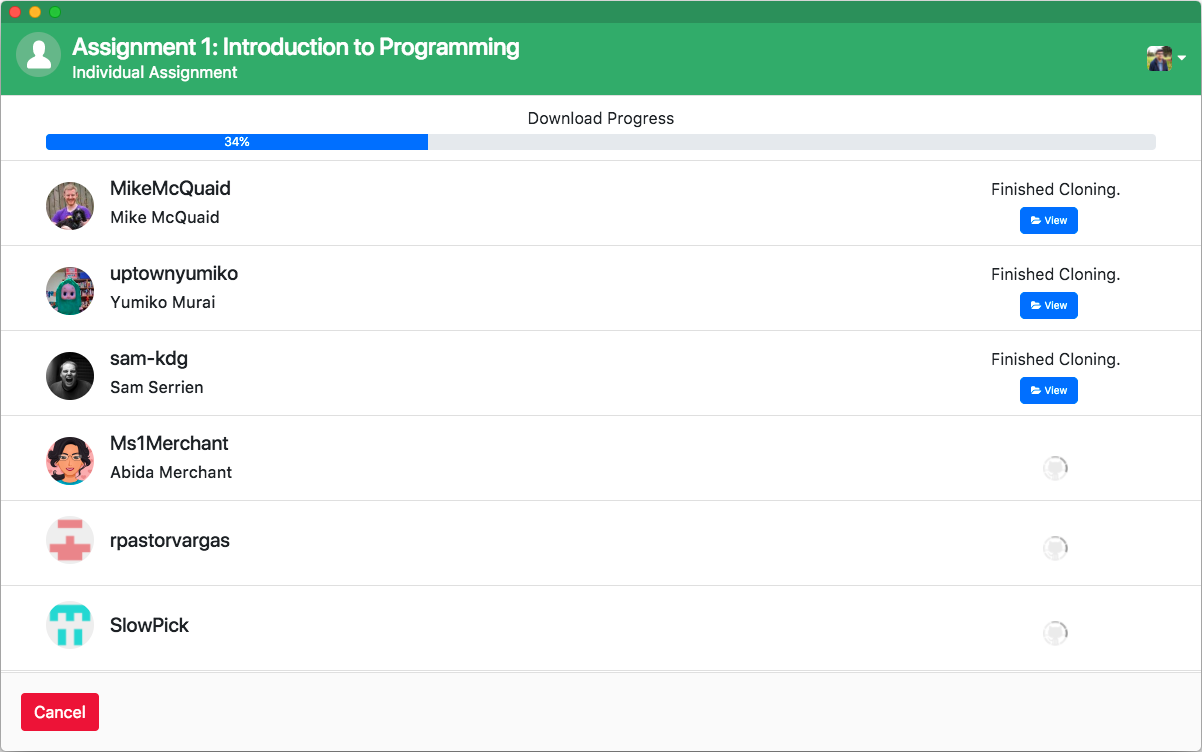 Assignment 1: Introduction to Programming
Individual Assignment
Download Progress
34%
MikeMcQuaid
Mike McQuaid
Finished Cloning.
View
uptownyumiko
Yumiko Murai
Finished Cloning.
View
sam-kdg
Sam Serrien
Finished Cloning.
View
Ms1Merchant
Abida Merchant
rpastorvargas
SlowPick
Cancel